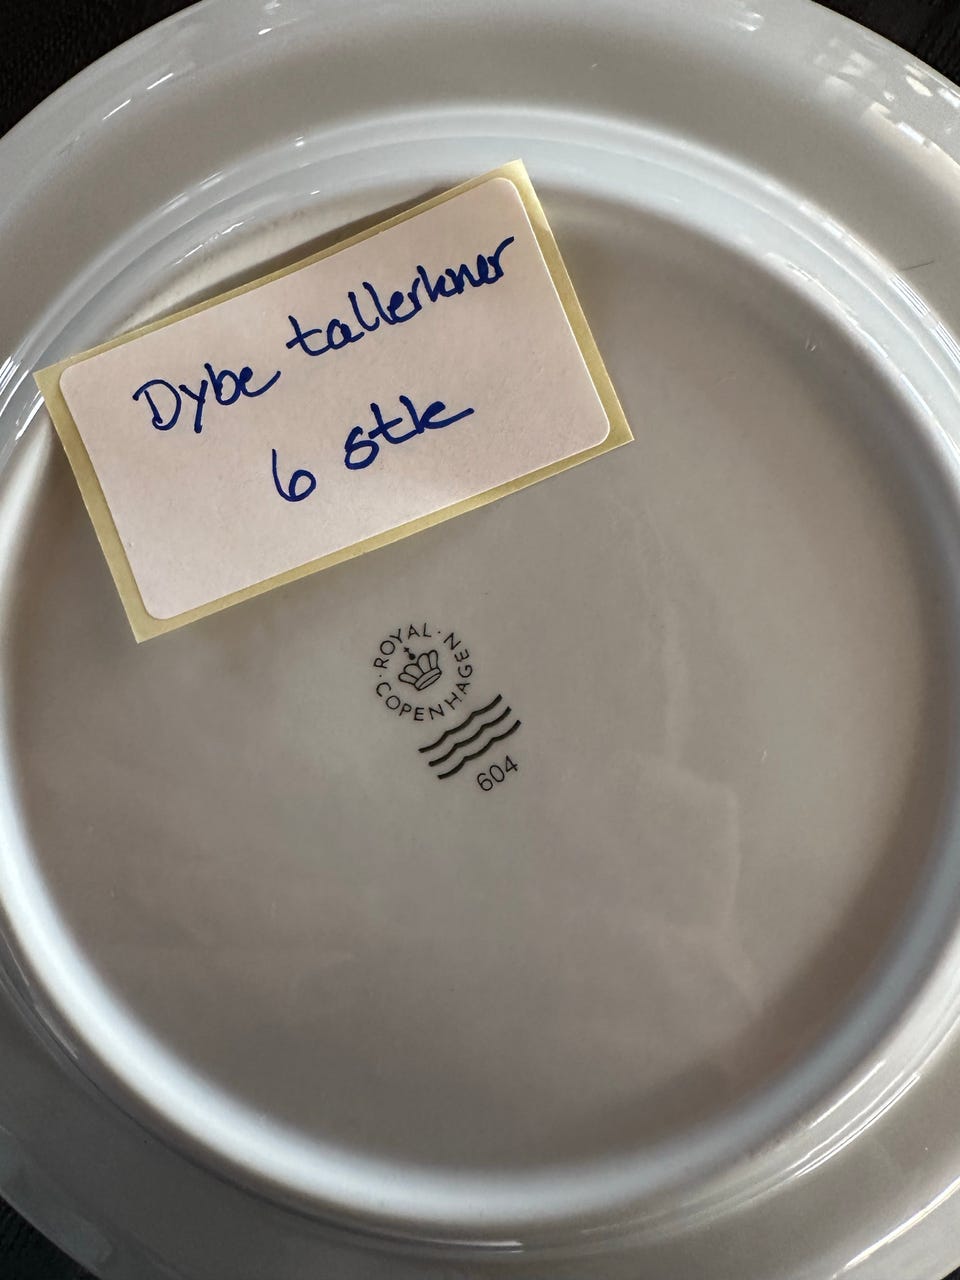 Dybe tallerkner
6 stk
ROYAL · COPENHAGEN ·
604